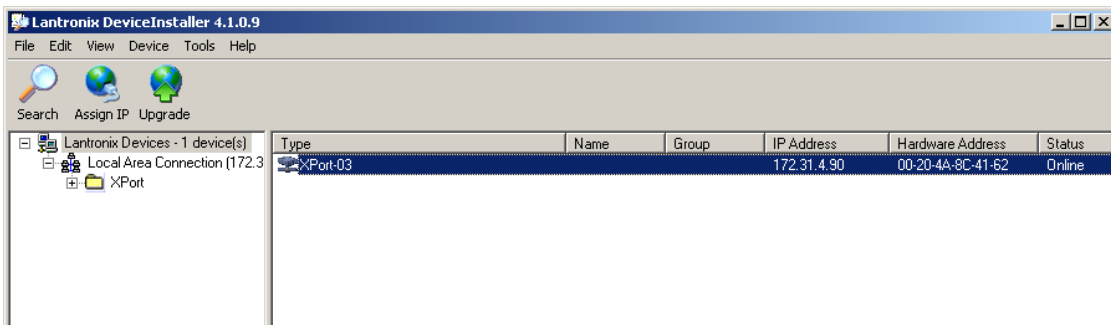 Lantronix DeviceInstaller 4.1.0.9
File Edit View Device Tools Help
Search Assign IP Upgrade
Lantronix Devices - 1 device(s)
Local Area Connection (172.3
XPort
Type Name Group IP Address Hardware Address Status
XPort-03 172.31.4.90 00-20-4A-8C-41-62 Online